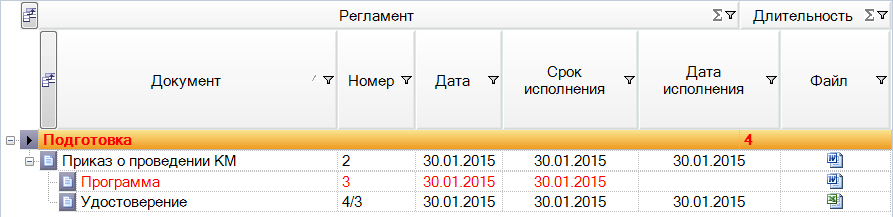 Регламент Σ Длительность Σ
Документ Номер Дата Срок исполнения Дата исполнения Файл
Подготовка 4
Приказ о проведении КМ 2 30.01.2015 30.01.2015 30.01.2015
Программа 3 30.01.2015 30.01.2015
Удостоверение 4/3 30.01.2015 30.01.2015 30.01.2015